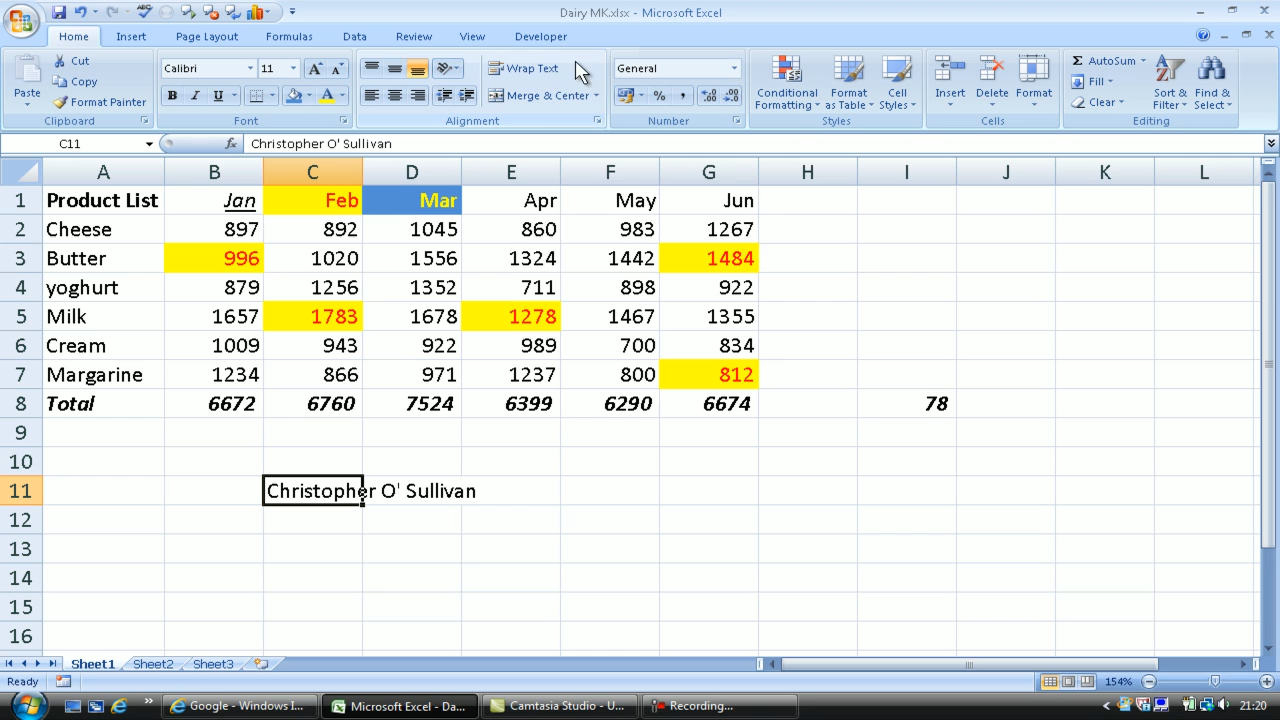 Dairy MK.xlsx - Microsoft Excel
Home Insert Page Layout Formulas Data Review View Developer
Paste Cut Copy Format Painter Clipboard
Calibri 11 B I U A Font
Wrap Text Merge & Center Alignment
General % , Number
Conditional Formatting Format as Table Cell Styles Styles
Insert Delete Format Cells
Σ AutoSum Fill Clear Sort & Filter Find & Select Editing
C11 fx Christopher O' Sullivan
A B C D E F G H I J K L
1 Product List Jan Feb Mar Apr May Jun
2 Cheese 897 892 1045 860 983 1267
3 Butter 996 1020 1556 1324 1442 1484
4 yoghurt 879 1256 1352 711 898 922
5 Milk 1657 1783 1678 1278 1467 1355
6 Cream 1009 943 922 989 700 834
7 Margarine 1234 866 971 1237 800 812
8 Total 6672 6760 7524 6399 6290 6674 78
9
10
11 Christopher O' Sullivan
12
13
14
15
16
Sheet1 Sheet2 Sheet3
Ready 154%
Google - Windows I... Microsoft Excel - Da... Camtasia Studio - U... Recording... 21:20